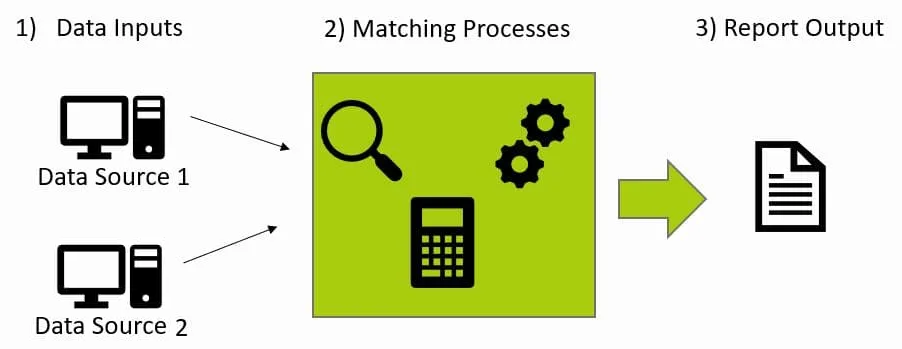 1) Data Inputs
2) Matching Processes
3) Report Output
Data Source 1
Data Source 2